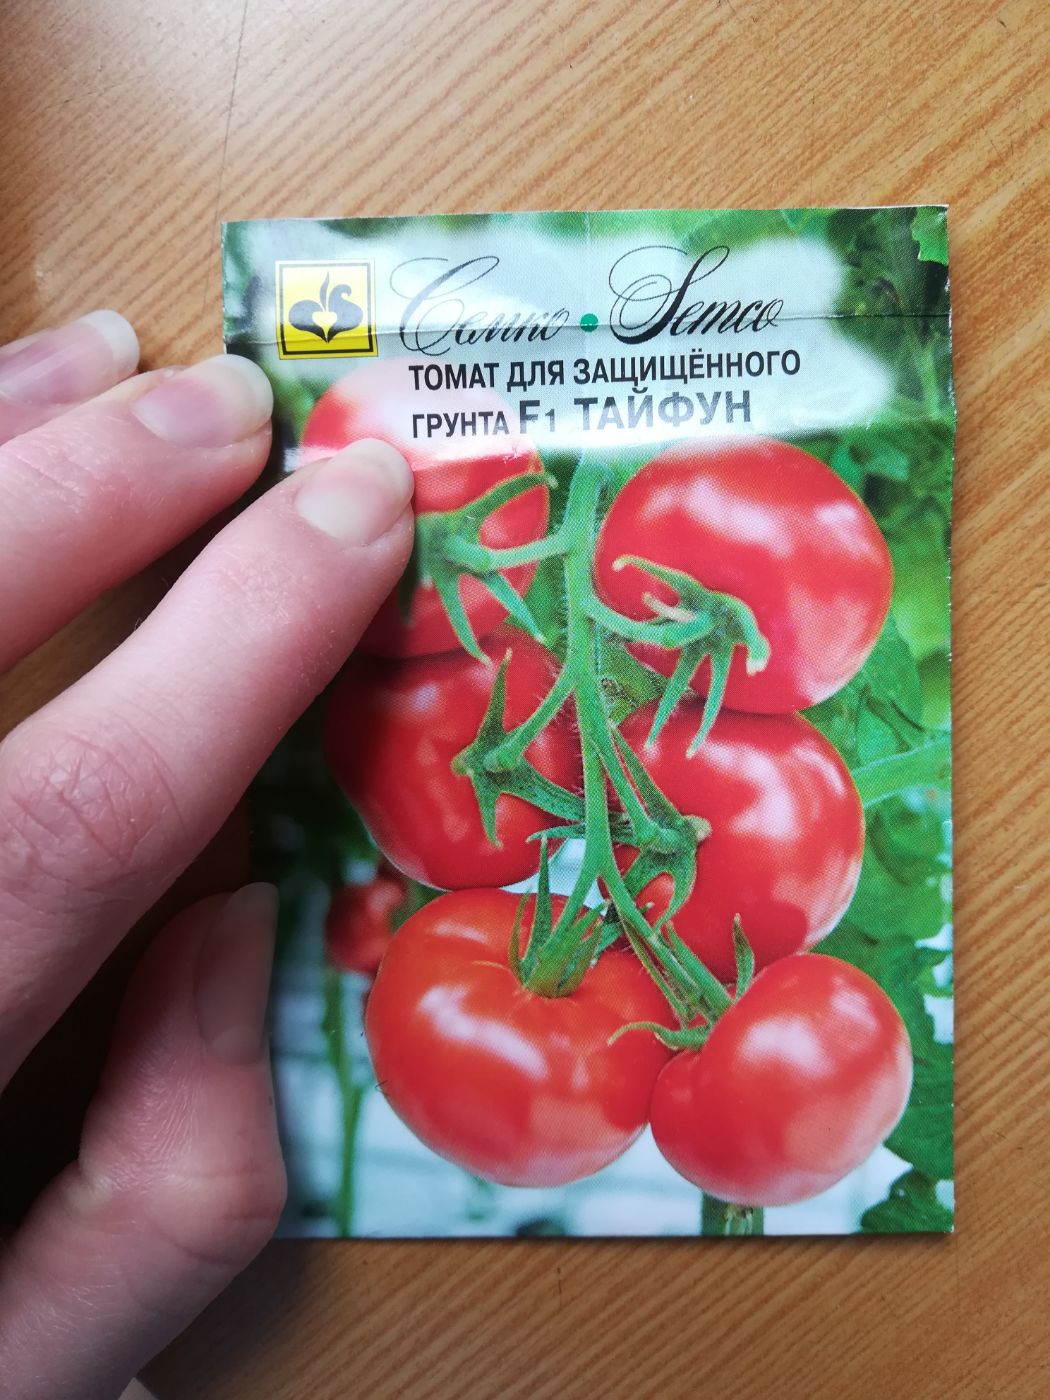 Семко • Semco
ТОМАТ ДЛЯ ЗАЩИЩЁННОГО
ГРУНТА F1 ТАЙФУН